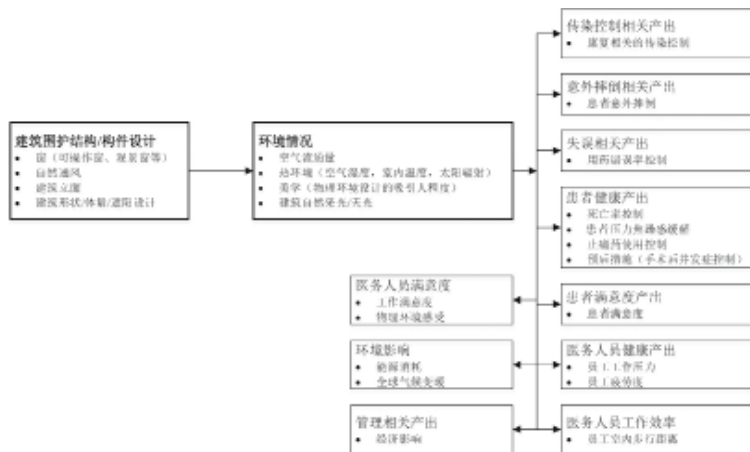 建筑围护结构/构件设计
• 窗（可操作窗、观景窗等）
• 自然通风
• 建筑立面
• 建筑形状/体量/遮阳设计
环境情况
• 空气流质量
• 热环境（空气湿度，室内温度，太阳辐射）
• 美学（物理环境设计的吸引人程度）
• 建筑自然采光/天光
传染控制相关产出
• 康复相关的传染控制
意外摔倒相关产出
• 患者意外摔倒
失误相关产出
• 用药错误率控制
患者健康产出
• 死亡率控制
• 患者压力焦躁感缓解
• 止痛药使用控制
• 预后措施（手术后并发症控制）
医务人员满意度
• 工作满意度
• 物理环境感受
患者满意度产出
• 患者满意度
环境影响
• 能源消耗
• 全球气候变暖
医务人员健康产出
• 员工工作压力
• 员工疲劳度
管理相关产出
• 经济影响
医务人员工作效率
• 员工室内步行距离